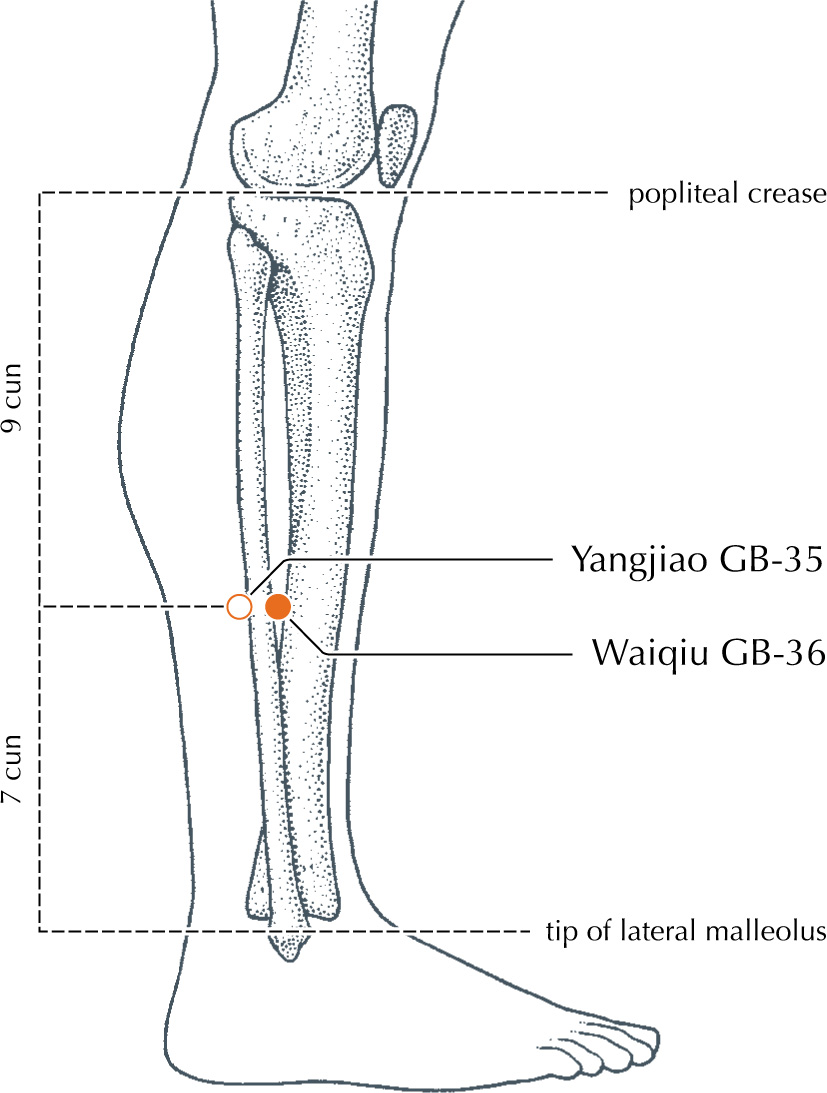 popliteal crease
9 cun
Yangjiao GB-35
Waiqiu GB-36
7 cun
tip of lateral malleolus